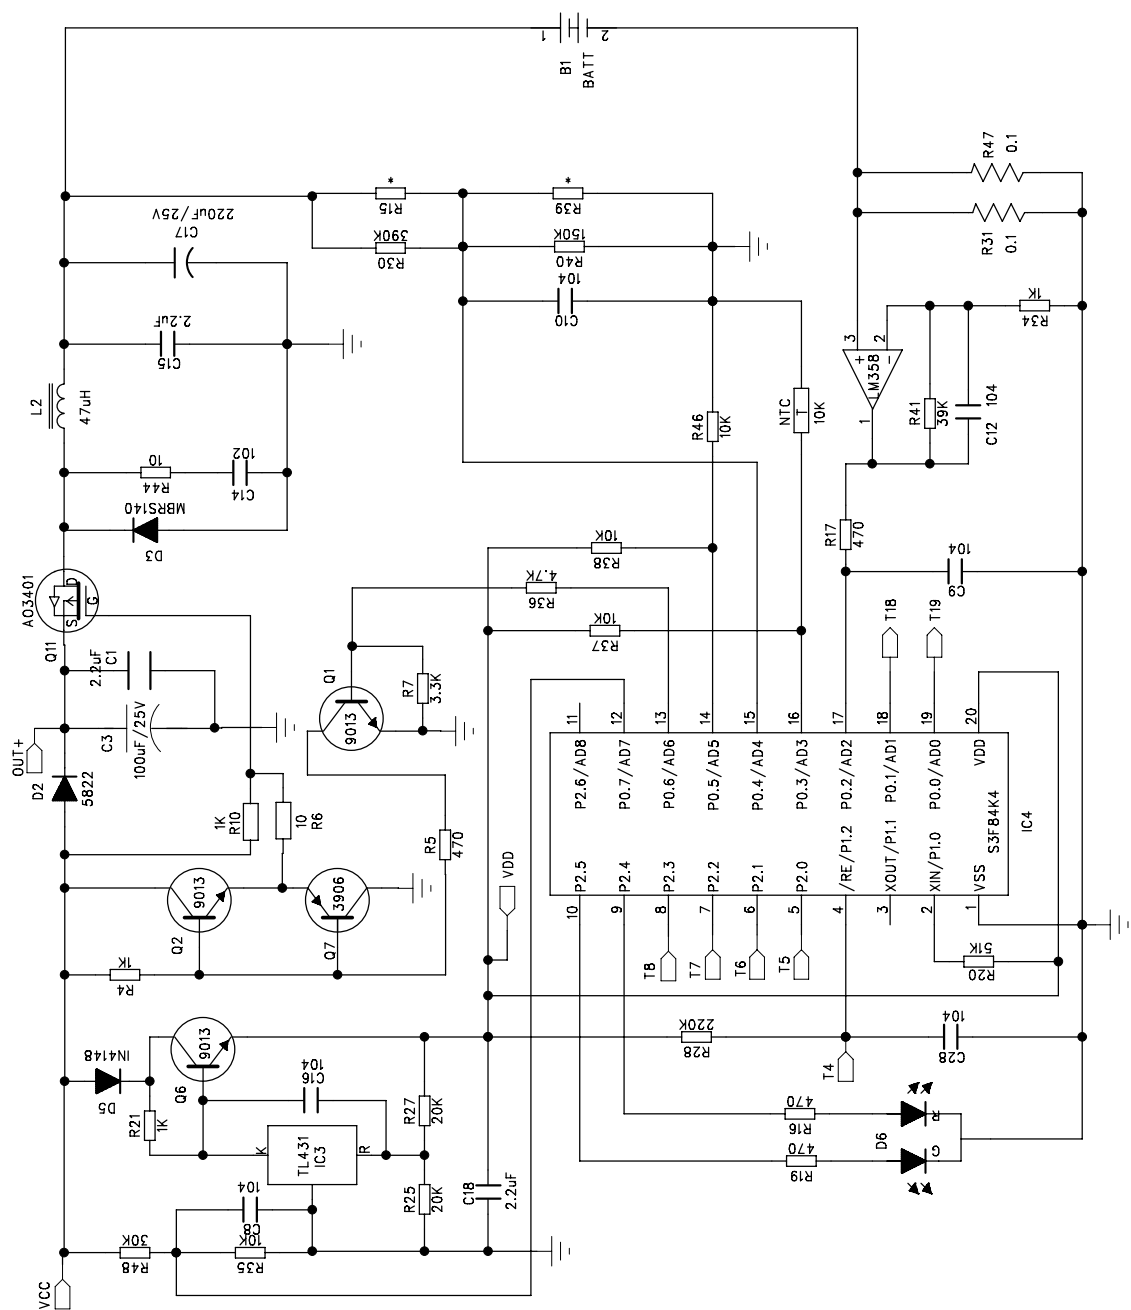 1
2
B1
BATT
R47
0.1
R31
0.1
220uF/25V
C17
2.2uF
C15
L2
47uH
*
R15
390K
R30
*
R39
150K
R40
104
C10
1K
R34
3
2
+
-
LM358
1
R41
39K
104
C12
R46
10K
NTC
T
10K
10
R44
102
C14
MBRS140
D3
R17
470
104
C9
10K
R38
4.7K
R36
10K
R37
AO3401
D
G
S
Q11
2.2uF
C1
C3
100uF/25V
OUT+
D2
5822
Q1
9013
R7
3.3K
T18
T19
11
12
13
14
15
16
17
18
19
20
P2.6/AD8
P0.7/AD7
P0.6/AD6
P0.5/AD5
P0.4/AD4
P0.3/AD3
P0.2/AD2
P0.1/AD1
P0.0/AD0
VDD
P2.5
P2.4
P2.3
P2.2
P2.1
P2.0
/RE/P1.2
XOUT/P1.1
XIN/P1.0
VSS
S3F84K4
IC4
10
9
8
7
6
5
4
3
2
1
1K
R10
10
R6
R5
470
VDD
9013
Q2
3906
Q7
1K
R4
T8
T7
T6
T5
51K
R20
D5
IN4148
9013
Q6
104
C16
R21
1K
K
TL431
IC3
R
R27
20K
R25
20K
220K
R28
T4
104
C28
470
R16
R
D6
470
R19
G
C18
2.2uF
104
C8
30K
R48
10K
R35
VCC